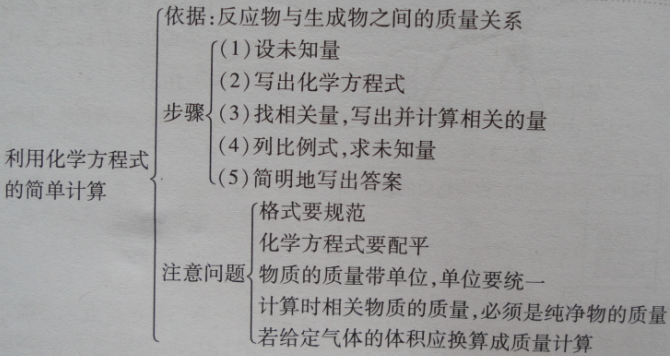 依据:反应物与生成物之间的质量关系
(1)设未知量
(2)写出化学方程式
步骤
(3)找相关量,写出并计算相关的量
(4)列比例式,求未知量
利用化学方程式
的简单计算
(5)简明地写出答案
格式要规范
化学方程式要配平
注意问题
物质的质量带单位,单位要统一
计算时相关物质的质量,必须是纯净物的质量
若给定气体的体积应换算成质量计算